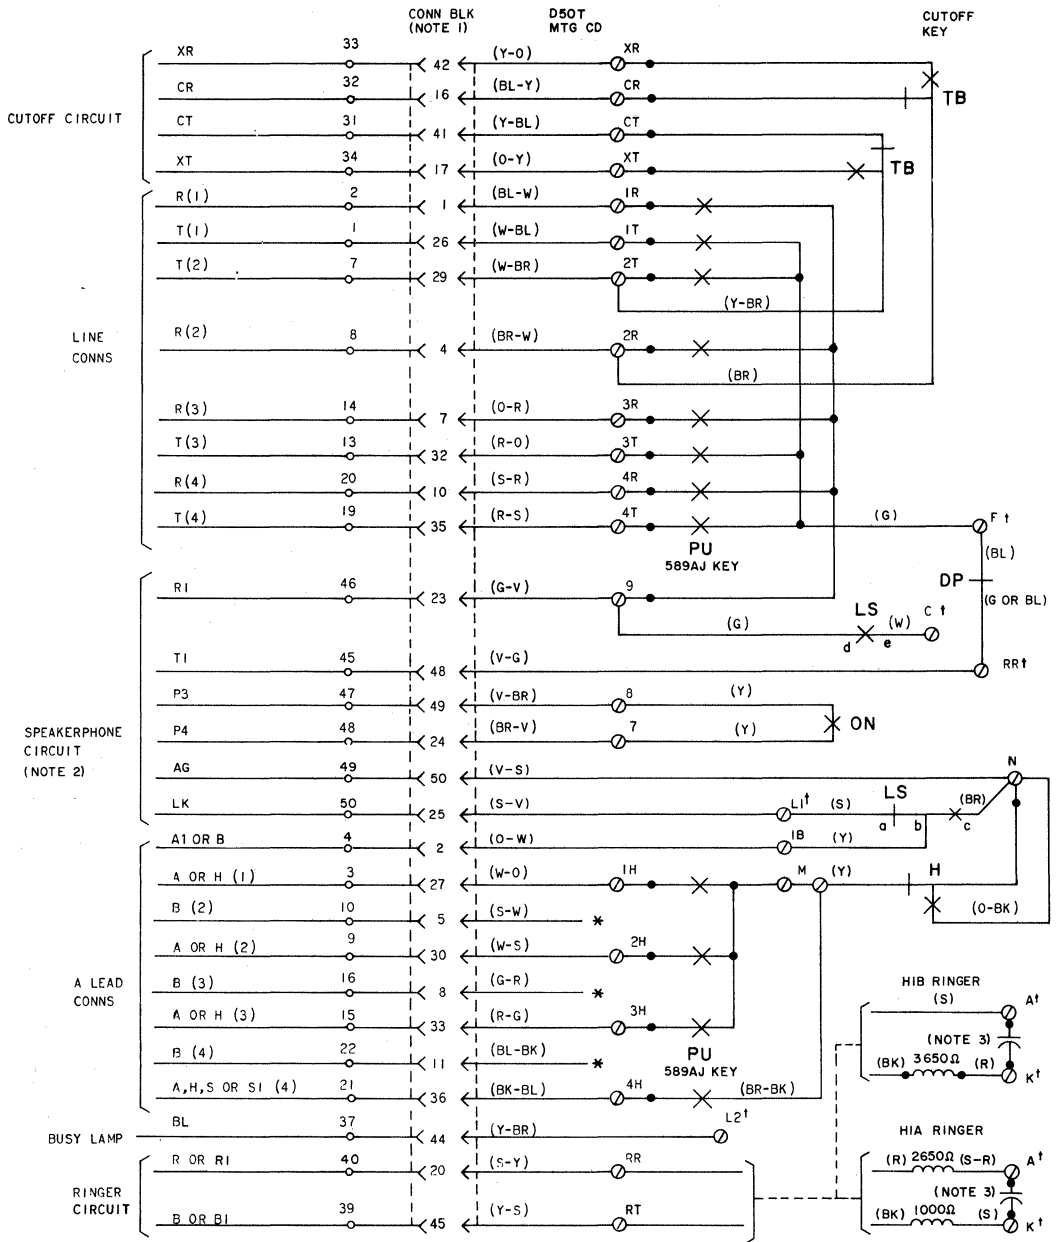 CONN BLK
(NOTE 1)
D50T
MTG CD
CUTOFF
KEY
XR 33 42 (Y-O) XR
CR 32 16 (BL-Y) CR TB
CUTOFF CIRCUIT
CT 31 41 (Y-BL) CT
XT 34 17 (O-Y) XT TB
R(1) 2 1 (BL-W) 1R
T(1) 1 26 (W-BL) 1T
T(2) 7 29 (W-BR) 2T
(Y-BR)
LINE
CONNS
R(2) 8 4 (BR-W) 2R
(BR)
R(3) 14 7 (O-R) 3R
T(3) 13 32 (R-O) 3T
R(4) 20 10 (S-R) 4R
T(4) 19 35 (R-S) 4T (G) F†
PU
589AJ KEY
(BL)
DP
(G OR BL)
R1 46 23 (G-V) 9
(G) LS d e (W) C†
T1 45 48 (V-G) RR†
P3 47 49 (V-BR) 8 (Y)
ON
P4 48 24 (BR-V) 7 (Y)
SPEAKERPHONE
CIRCUIT
(NOTE 2)
AG 49 50 (V-S) N
LK 50 25 (S-V) L1† (S) LS a b c (BR)
A1 OR B 4 2 (O-W) 1B (Y)
A OR H (1) 3 27 (W-O) 1H M (Y) H
(O-BK)
B (2) 10 5 (S-W) *
A OR H (2) 9 30 (W-S) 2H
A LEAD
CONNS
B (3) 16 8 (G-R) *
A OR H (3) 15 33 (R-G) 3H
PU
589AJ KEY
B (4) 22 11 (BL-BK) *
A,H,S OR S1 (4) 21 36 (BK-BL) 4H (BR-BK)
BUSY LAMP
BL 37 44 (Y-BR) L2†
R OR R1 40 20 (S-Y) RR
RINGER
CIRCUIT
B OR B1 39 45 (Y-S) RT
H1B RINGER
(S) A†
(NOTE 3)
(BK) 3650Ω (R) K†
H1A RINGER
(R) 2650Ω (S-R) A†
(NOTE 3)
(BK) 1000Ω (S) K†